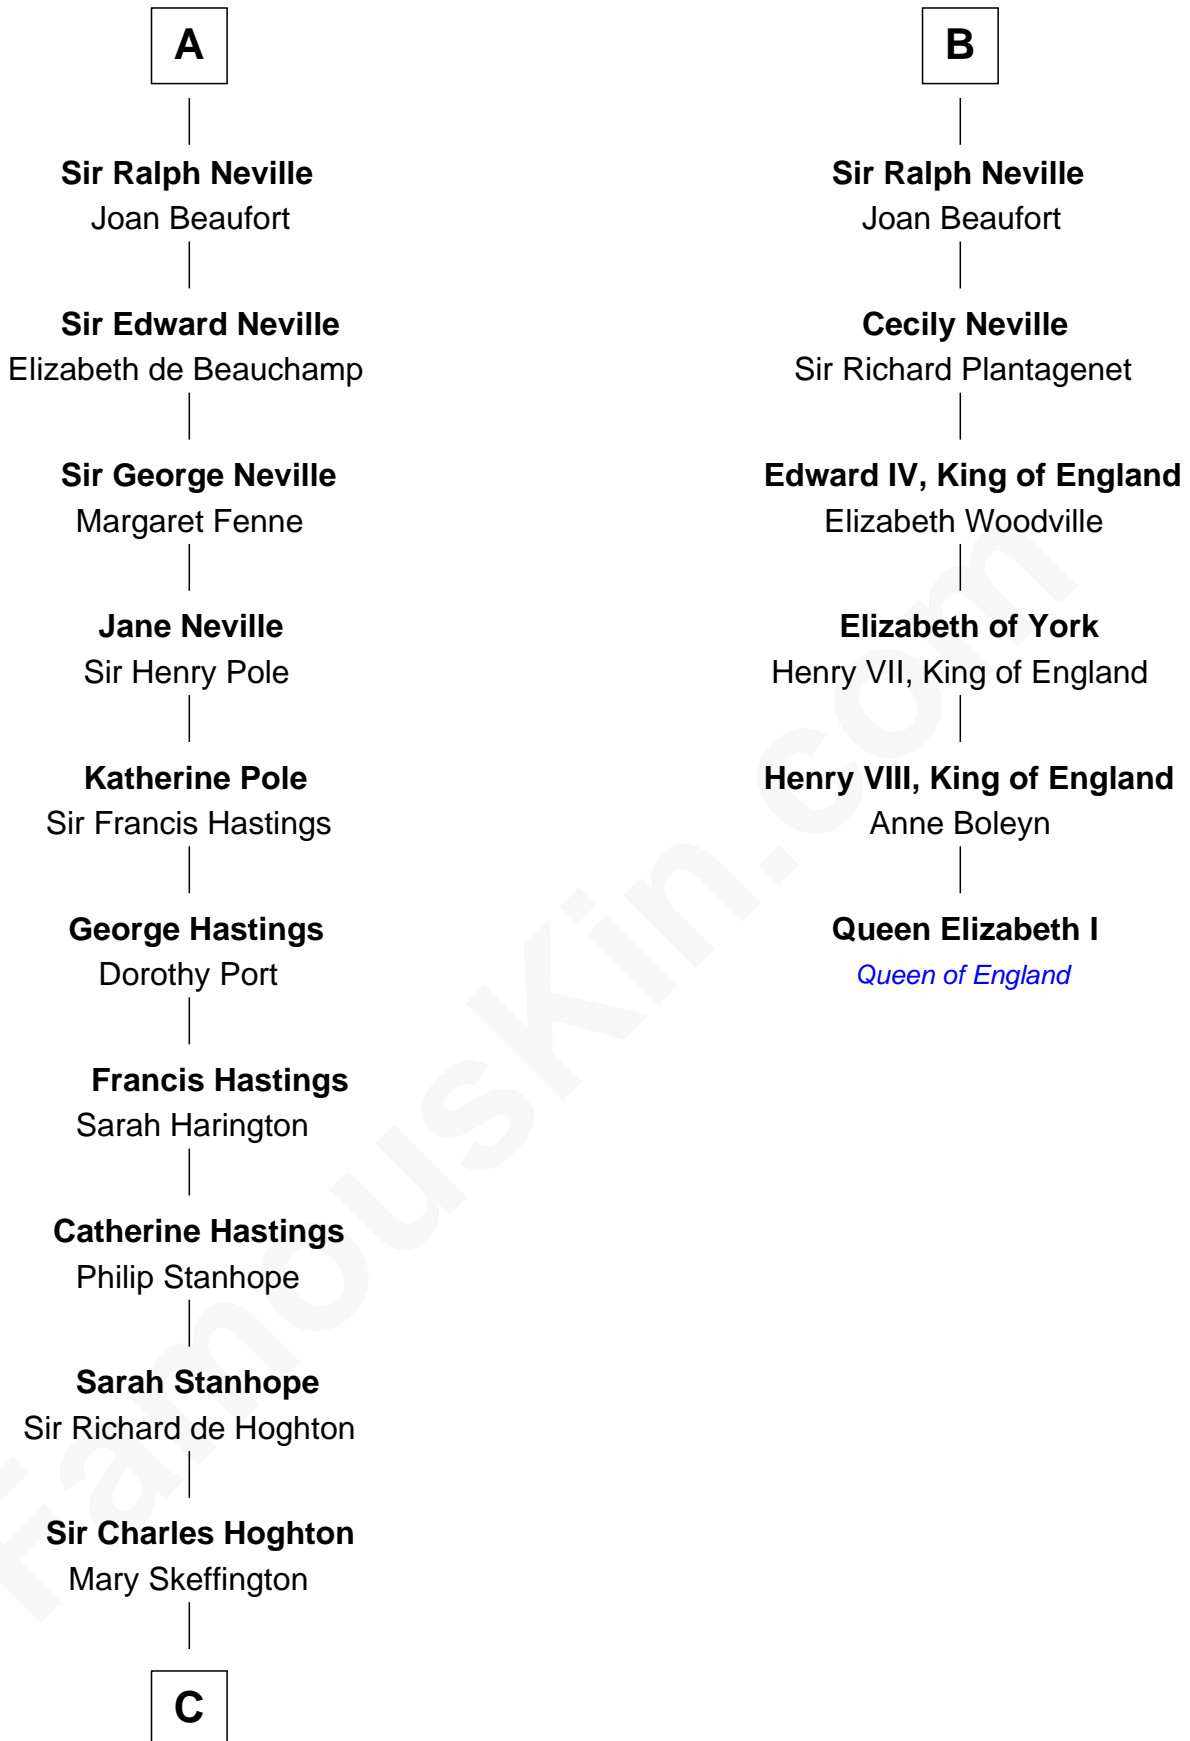 A
Sir Ralph Neville
Joan Beaufort
Sir Edward Neville
Elizabeth de Beauchamp
Sir George Neville
Margaret Fenne
Jane Neville
Sir Henry Pole
Katherine Pole
Sir Francis Hastings
George Hastings
Dorothy Port
Francis Hastings
Sarah Harington
Catherine Hastings
Philip Stanhope
Sarah Stanhope
Sir Richard de Hoghton
Sir Charles Hoghton
Mary Skeffington
C
B
Sir Ralph Neville
Joan Beaufort
Cecily Neville
Sir Richard Plantagenet
Edward IV, King of England
Elizabeth Woodville
Elizabeth of York
Henry VII, King of England
Henry VIII, King of England
Anne Boleyn
Queen Elizabeth I
Queen of England
FamousKin.com